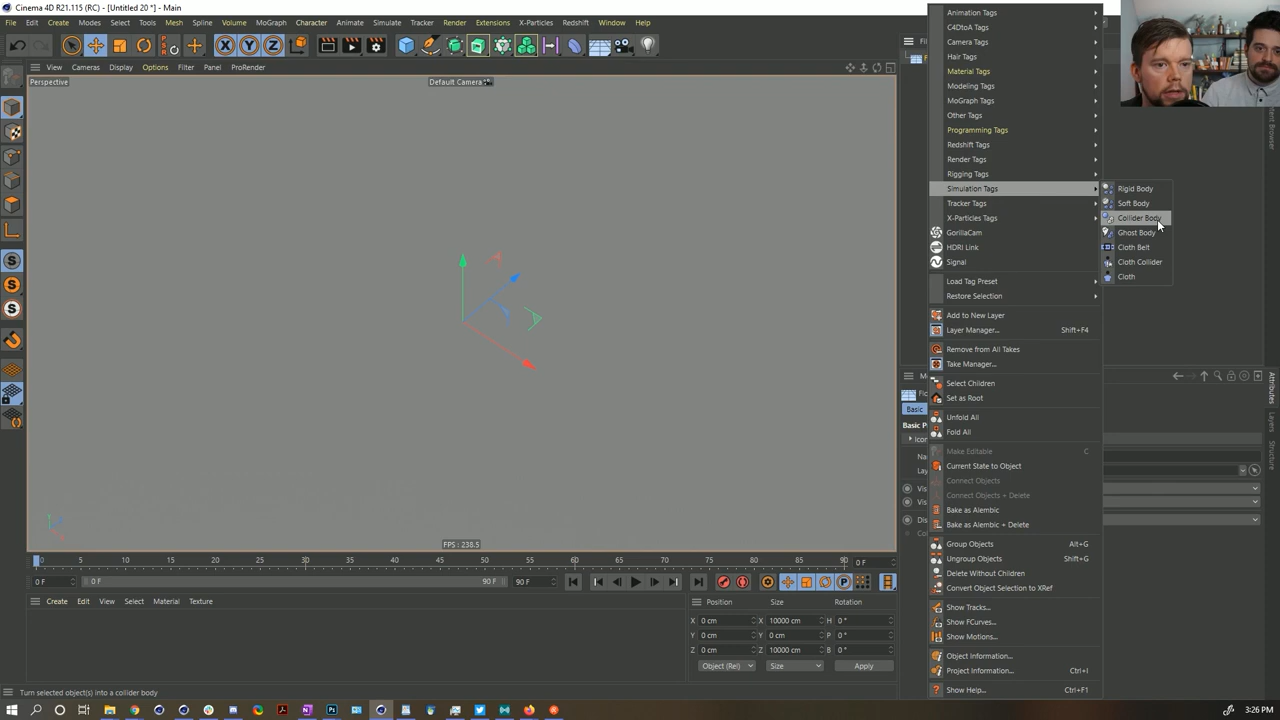 Cinema 4D R21.115 (RC) - [Untitled 20 *] - Main
File Edit Create Modes Select Tools Mesh Spline Volume MoGraph Character Animate Simulate Tracker Render Extensions X-Particles Redshift Window Help
View Cameras Display Options Filter Panel ProRender
Perspective
Default Camera
Animation Tags
C4DtoA Tags
Camera Tags
Hair Tags
Material Tags
Modeling Tags
MoGraph Tags
Other Tags
Programming Tags
Redshift Tags
Render Tags
Rigging Tags
Simulation Tags
Tracker Tags
X-Particles Tags
GorillaCam
HDRI Link
Signal
Load Tag Preset
Restore Selection
Add to New Layer
Layer Manager... Shift+F4
Remove from All Takes
Take Manager...
Select Children
Set as Root
Unfold All
Fold All
Make Editable C
Current State to Object
Connect Objects
Connect Objects + Delete
Bake as Alembic
Bake as Alembic + Delete
Group Objects Alt+G
Ungroup Objects Shift+G
Delete Without Children
Convert Object Selection to XRef
Show Tracks...
Show FCurves...
Show Motions...
Object Information...
Project Information... Ctrl+I
Show Help... Ctrl+F1
Rigid Body
Soft Body
Collider Body
Ghost Body
Cloth Belt
Cloth Collider
Cloth
Attributes
Layers
Structure
Basic
FPS : 238.5
0 5 10 15 20 25 30 35 40 45 50 55 60 65 70 75 80 85 90 0 F
0 F 0 F 90 F 90 F
Create Edit View Select Material Texture
Position Size Rotation
X 0 cm X 10000 cm H 0 °
Y 0 cm Y 0 cm P 0 °
Z 0 cm Z 10000 cm B 0 °
Object (Rel) Size Apply
Turn selected object(s) into a collider body
3:26 PM